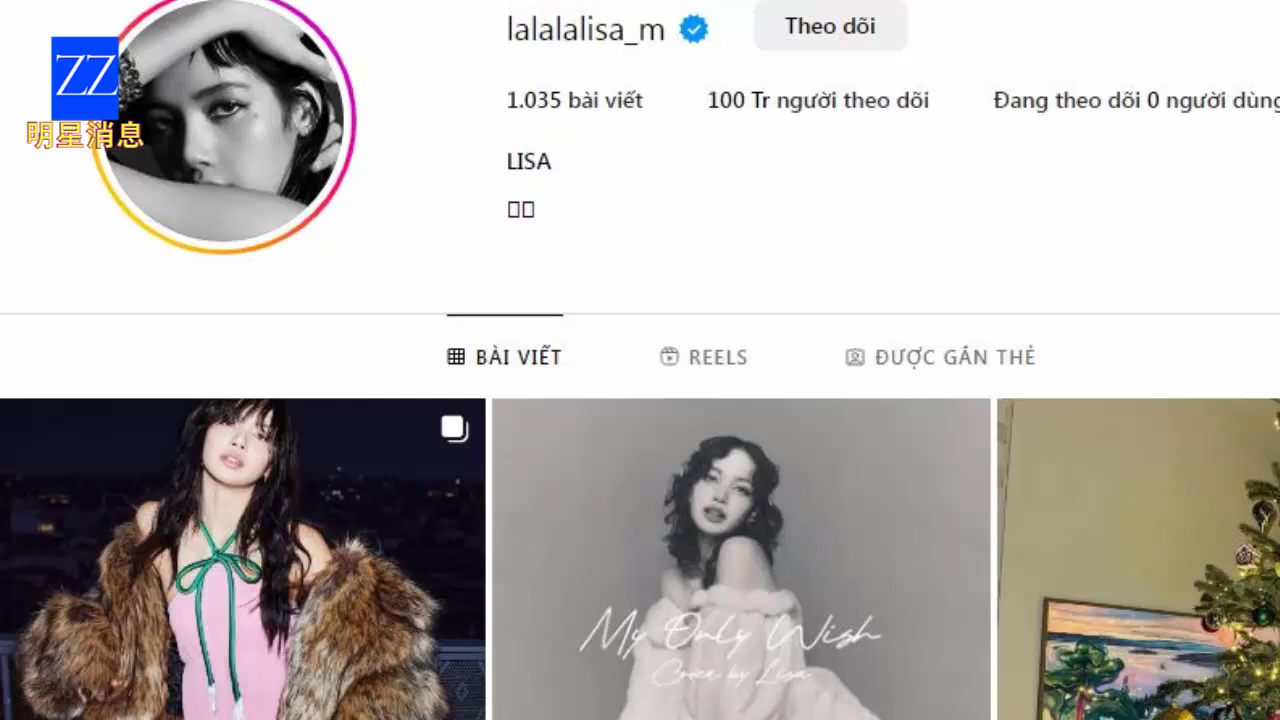 lalalalisa_m
Theo dõi
ZZ
明星消息
1.035 bài viết
100 Tr người theo dõi
Đang theo dõi 0 người dùng
LISA
BÀI VIẾT
REELS
ĐƯỢC GẮN THẺ
My Only Wish
Cover by Lisa